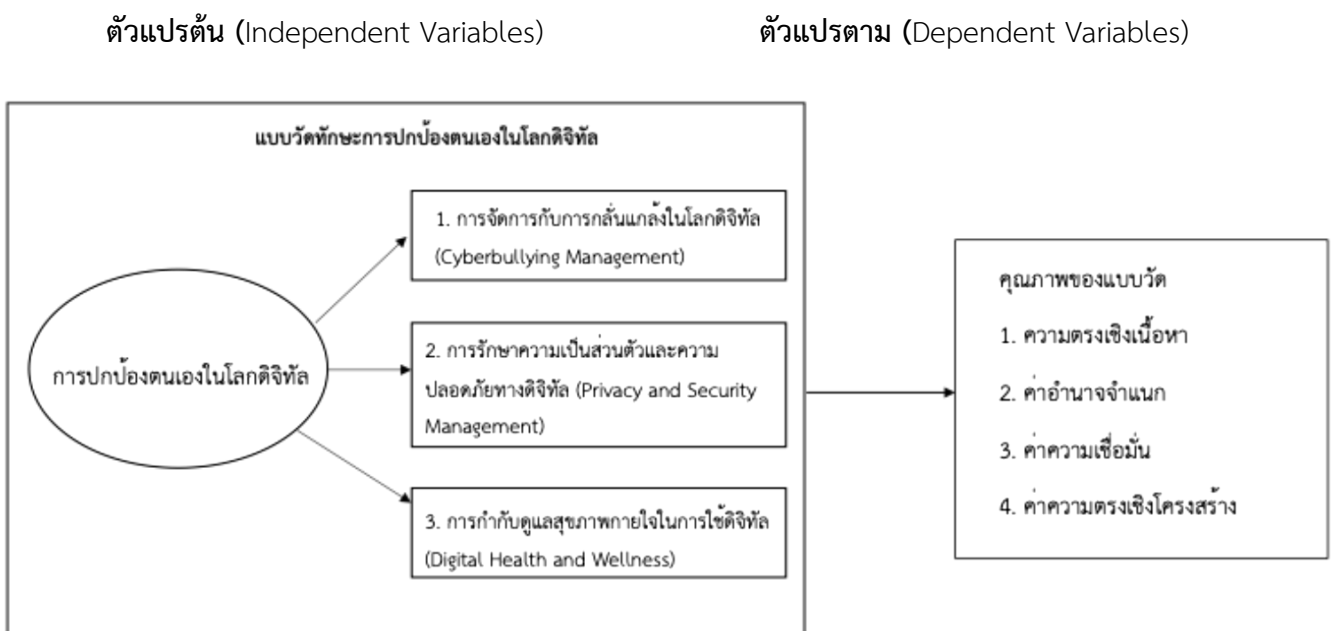 ตัวแปรต้น (Independent Variables)
ตัวแปรตาม (Dependent Variables)
แบบวัดทักษะการปกป้องตนเองในโลกดิจิทัล
การปกป้องตนเองในโลกดิจิทัล
1. การจัดการกับการกลั่นแกล้งในโลกดิจิทัล
(Cyberbullying Management)
2. การรักษาความเป็นส่วนตัวและความ
ปลอดภัยทางดิจิทัล (Privacy and Security
Management)
3. การกำกับดูแลสุขภาพกายใจในการใช้ดิจิทัล
(Digital Health and Wellness)
คุณภาพของแบบวัด
1. ความตรงเชิงเนื้อหา
2. ค่าอำนาจจำแนก
3. ค่าความเชื่อมั่น
4. ค่าความตรงเชิงโครงสร้าง